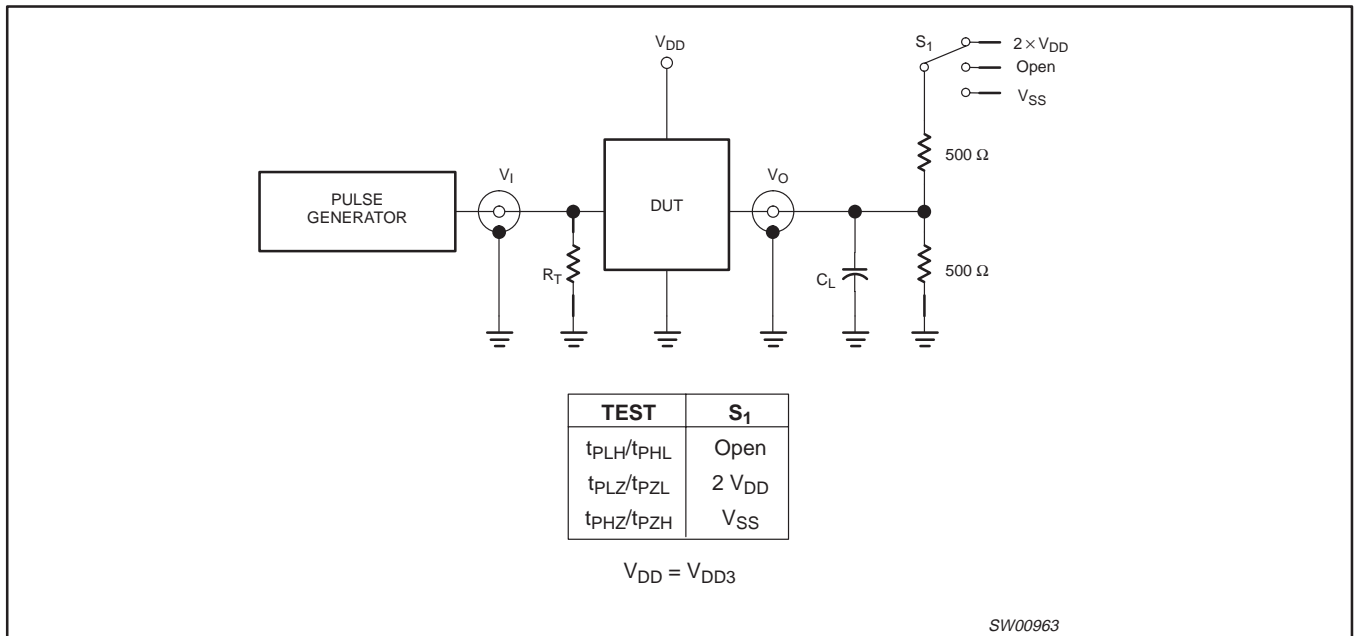 V_DD
S_1
2 × V_DD
Open
V_SS
500 Ω
PULSE
GENERATOR
V_I
DUT
V_O
R_T
C_L
500 Ω
TEST S_1
t_PLH/t_PHL Open
t_PLZ/t_PZL 2 V_DD
t_PHZ/t_PZH V_SS
V_DD = V_DD3
SW00963